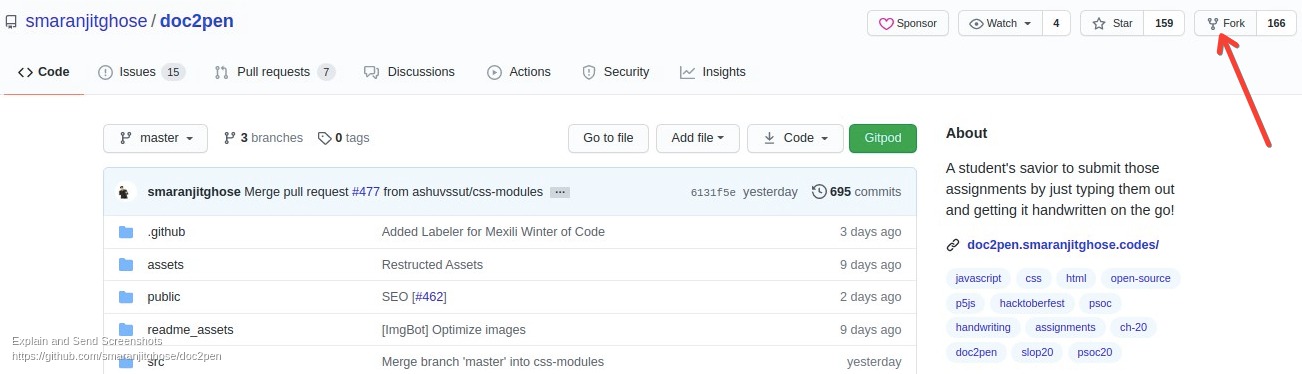 smaranjitghose / doc2pen
Sponsor Watch 4 Star 159 Fork 166
Code Issues 15 Pull requests 7 Discussions Actions Security Insights
master 3 branches 0 tags Go to file Add file Code Gitpod
smaranjitghose Merge pull request #477 from ashuvssut/css-modules ... 6131f5e yesterday 695 commits
.github Added Labeler for Mexili Winter of Code 3 days ago
assets Restructed Assets 9 days ago
public SEO [#462] 2 days ago
readme_assets [ImgBot] Optimize images 9 days ago
src Merge branch 'master' into css-modules yesterday
About
A student's savior to submit those
assignments by just typing them out
and getting it handwritten on the go!
doc2pen.smaranjitghose.codes/
javascript css html open-source
p5js hacktoberfest psoc
handwriting assignments ch-20
doc2pen slop20 psoc20
Explain and Send Screenshots
https://github.com/smaranjitghose/doc2pen